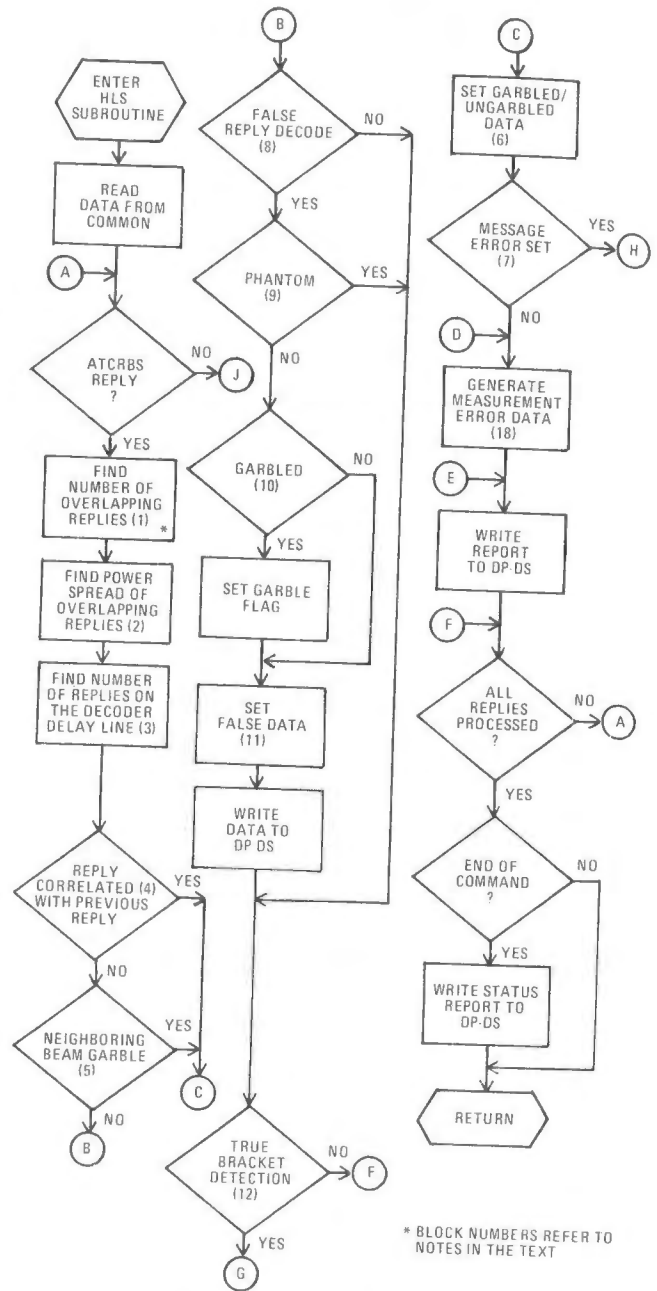 ENTER
HLS
SUBROUTINE
READ
DATA FROM
COMMON
A
ATCRBS
REPLY
?
NO
J
YES
FIND
NUMBER OF
OVERLAPPING
REPLIES (1)
*
FIND POWER
SPREAD OF
OVERLAPPING
REPLIES (2)
FIND NUMBER
OF REPLIES ON
THE DECODER
DELAY LINE (3)
REPLY
CORRELATED (4)
WITH PREVIOUS
REPLY
YES
NO
NEIGHBORING
BEAM GARBLE
(5)
YES
C
NO
B
B
FALSE
REPLY DECODE
(8)
NO
YES
PHANTOM
(9)
YES
NO
GARBLED
(10)
NO
YES
SET GARBLE
FLAG
SET
FALSE DATA
(11)
WRITE
DATA TO
DP-DS
TRUE
BRACKET
DETECTION
(12)
NO
F
YES
G
C
SET GARBLED/
UNGARBLED
DATA
(6)
MESSAGE
ERROR SET
(7)
YES
H
NO
D
GENERATE
MEASUREMENT
ERROR DATA
(18)
E
WRITE
REPORT
TO DP-DS
F
ALL
REPLIES
PROCESSED
?
NO
A
YES
END OF
COMMAND
?
NO
YES
WRITE STATUS
REPORT TO
DP-DS
RETURN
* BLOCK NUMBERS REFER TO
NOTES IN THE TEXT